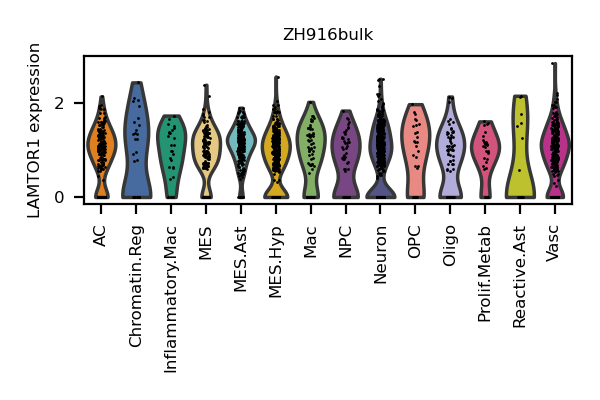 ZH916bulk
LAMTOR1 expression
2
0
AC
Chromatin.Reg
Inflammatory.Mac
MES
MES.Ast
MES.Hyp
Mac
NPC
Neuron
OPC
Oligo
Prolif.Metab
Reactive.Ast
Vasc